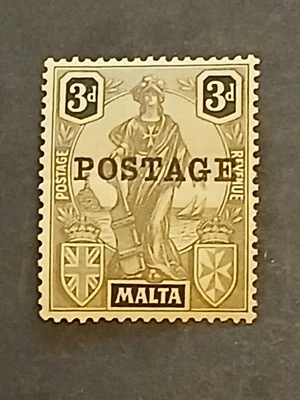 3d 3d
POSTAGE
POSTAGE
REVENUE
MALTA